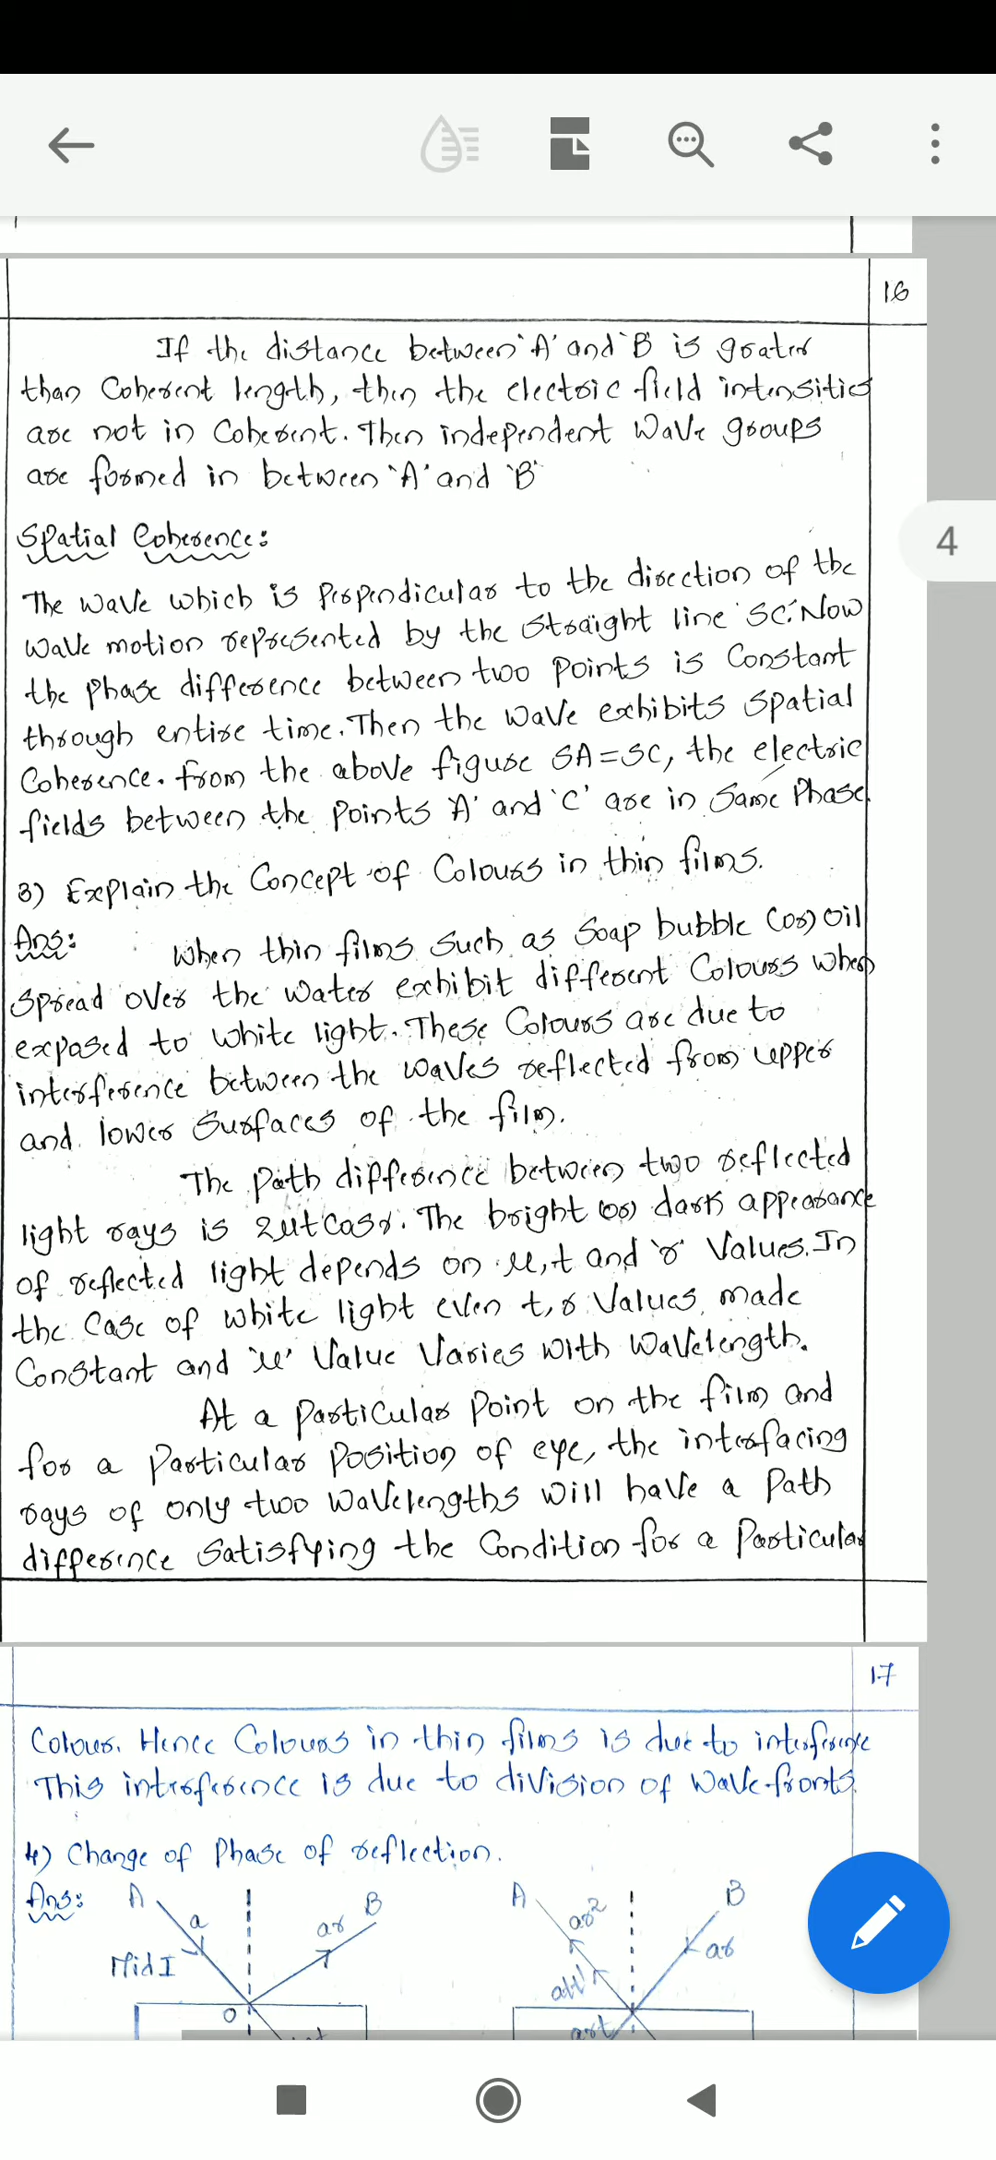 16
If the distance between 'A' and 'B' is grater
than Coherent length, then the electric field intensities
are not in Coherent. Then independent Wave groups
are formed in between 'A' and 'B'
Spatial Coherence:
4
The Wave which is Perpendicular to the direction of the
Wave motion represented by the Straight line 'SC'. Now
the Phase difference between two Points is Constant
through entire time. Then the Wave exhibits Spatial
Coherence. from the above figure SA=SC, the electric
fields between the Points 'A' and 'C' are in Same Phase.
3) Explain the Concept of Colours in thin films.
Ans: When thin films Such as Soap bubble (or) oil
Spread over the Water exhibit different Colours when
exposed to White light. These Colours are due to
interference between the Waves reflected from upper
and lower Surfaces of the film.
The Path difference between two reflected
light rays is 2μtCosr. The bright (or) dark appearance
of reflected light depends on μ,t and 'r' Values. In
the Case of White light even t,r Values made
Constant and 'μ' Value Varies With Wavelength.
At a Particular Point on the film and
for a Particular Position of eye, the interfacing
rays of only two Wavelengths Will have a Path
difference Satisfying the Condition for a Particular
17
Colour. Hence Colours in thin films is due to interference
This interference is due to division of Wave-fronts.
4) Change of Phase of reflection.
Ans: A B A B
a ar ar² ar
Mid I
att'
O art